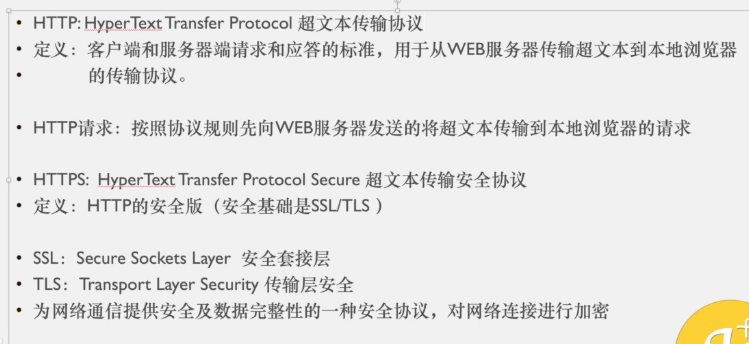 • HTTP: HyperText Transfer Protocol 超文本传输协议
• 定义：客户端和服务器端请求和应答的标准，用于从WEB服务器传输超文本到本地浏览器
• 的传输协议。
• HTTP请求：按照协议规则先向WEB服务器发送的将超文本传输到本地浏览器的请求
• HTTPS: HyperText Transfer Protocol Secure 超文本传输安全协议
• 定义：HTTP的安全版（安全基础是SSL/TLS ）
• SSL：Secure Sockets Layer 安全套接层
• TLS：Transport Layer Security 传输层安全
• 为网络通信提供安全及数据完整性的一种安全协议，对网络连接进行加密